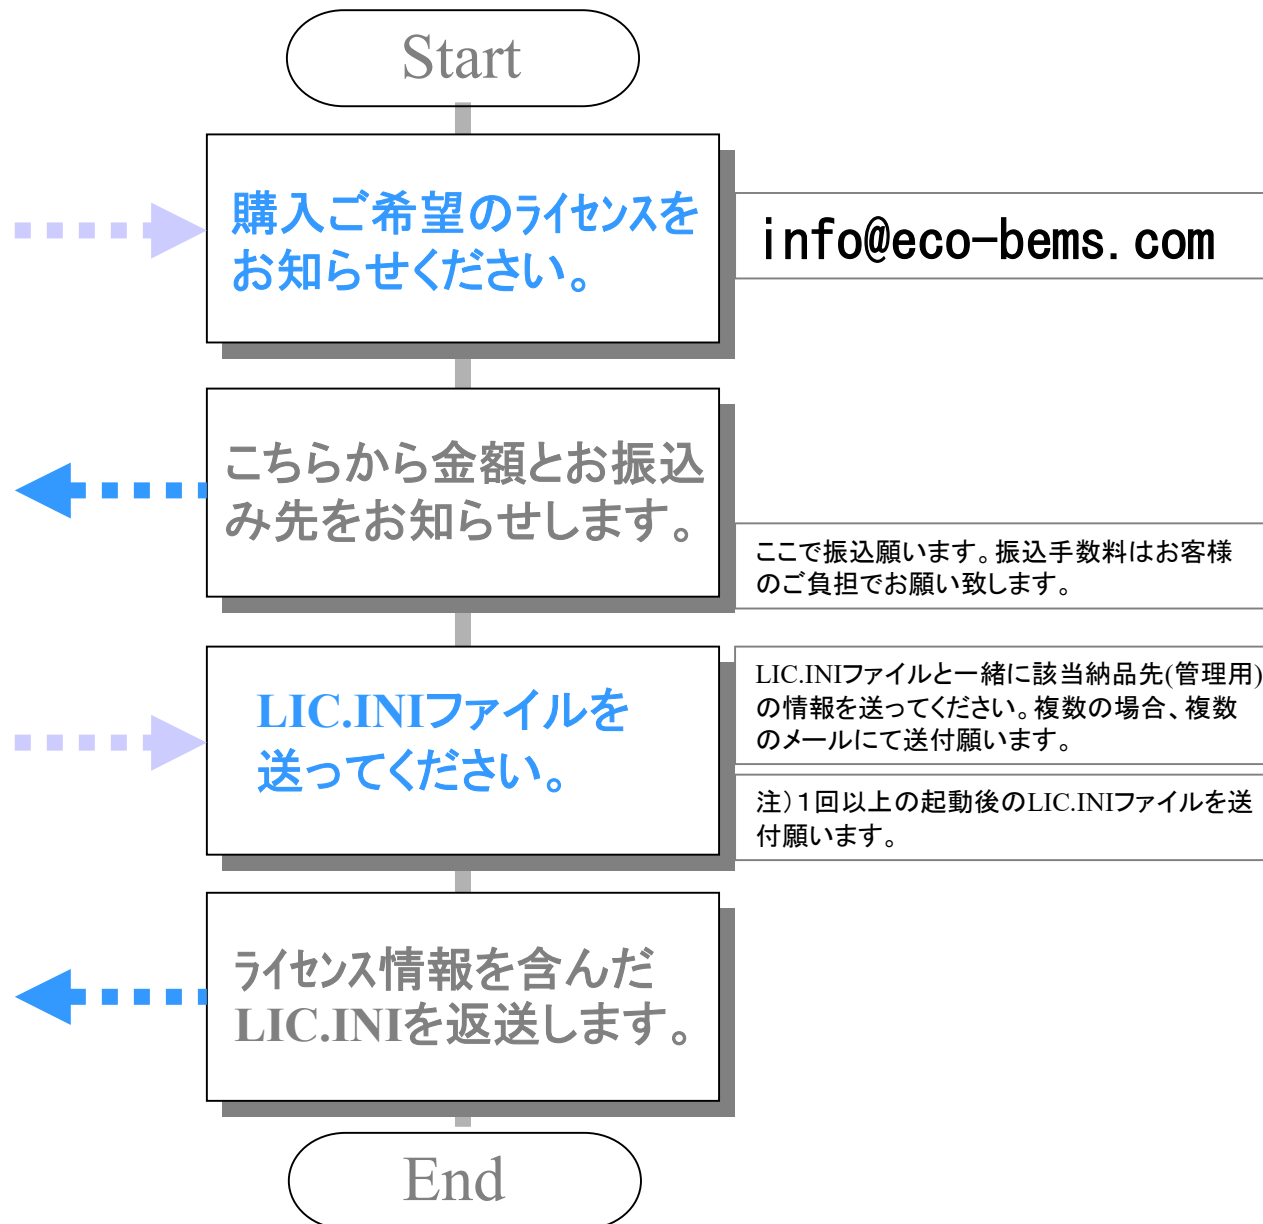 Start
購入ご希望のライセンスを
お知らせください。
info@eco-bems.com
こちらから金額とお振込
み先をお知らせします。
ここで振込願います。振込手数料はお客様
のご負担でお願い致します。
LIC.INIファイルを
送ってください。
LIC.INIファイルと一緒に該当納品先(管理用)
の情報を送ってください。複数の場合、複数
のメールにて送付願います。
注)1回以上の起動後のLIC.INIファイルを送
付願います。
ライセンス情報を含んだ
LIC.INIを返送します。
End